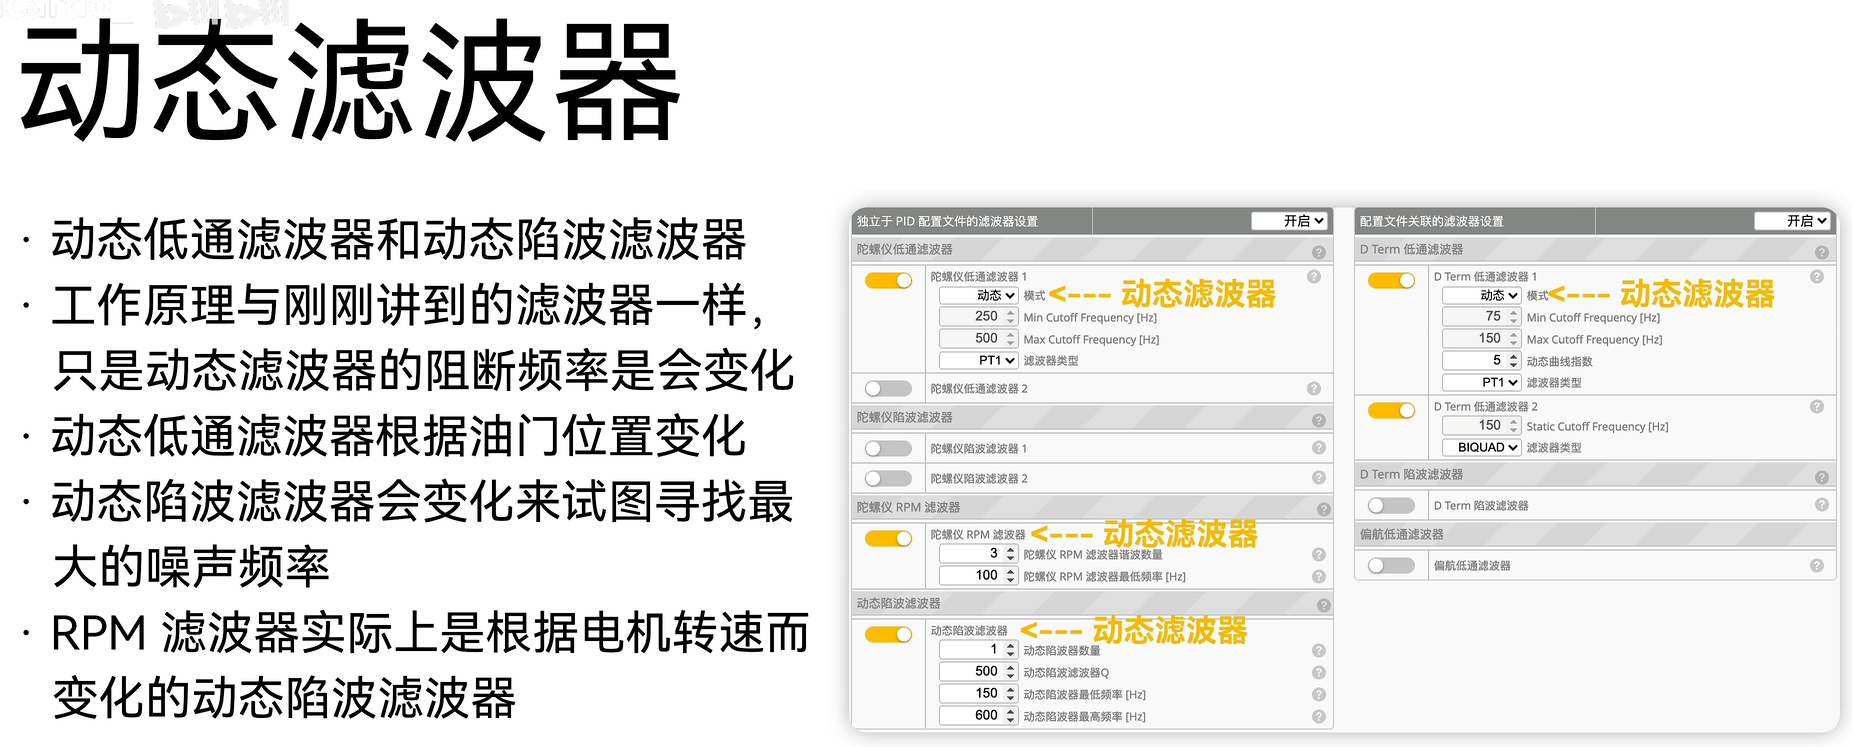 动态滤波器
· 动态低通滤波器和动态陷波滤波器
· 工作原理与刚刚讲到的滤波器一样，
只是动态滤波器的阻断频率是会变化
· 动态低通滤波器根据油门位置变化
· 动态陷波滤波器会变化来试图寻找最
大的噪声频率
· RPM 滤波器实际上是根据电机转速而
变化的动态陷波滤波器
独立于 PID 配置文件的滤波器设置 开启
陀螺仪低通滤波器
陀螺仪低通滤波器 1
动态 模式 <--- 动态滤波器
250 Min Cutoff Frequency [Hz]
500 Max Cutoff Frequency [Hz]
PT1 滤波器类型
陀螺仪低通滤波器 2
陀螺仪陷波滤波器
陀螺仪陷波滤波器 1
陀螺仪陷波滤波器 2
陀螺仪 RPM 滤波器
陀螺仪 RPM 滤波器 <--- 动态滤波器
3 陀螺仪 RPM 滤波器谐波数量
100 陀螺仪 RPM 滤波器最低频率 [Hz]
动态陷波滤波器
动态陷波滤波器 <--- 动态滤波器
1 动态陷波器数量
500 动态陷波滤波器Q
150 动态陷波器最低频率 [Hz]
600 动态陷波器最高频率 [Hz]
配置文件关联的滤波器设置 开启
D Term 低通滤波器
D Term 低通滤波器 1
动态 模式 <--- 动态滤波器
75 Min Cutoff Frequency [Hz]
150 Max Cutoff Frequency [Hz]
5 动态曲线指数
PT1 滤波器类型
D Term 低通滤波器 2
150 Static Cutoff Frequency [Hz]
BIQUAD 滤波器类型
D Term 陷波滤波器
D Term 陷波滤波器
偏航低通滤波器
偏航低通滤波器